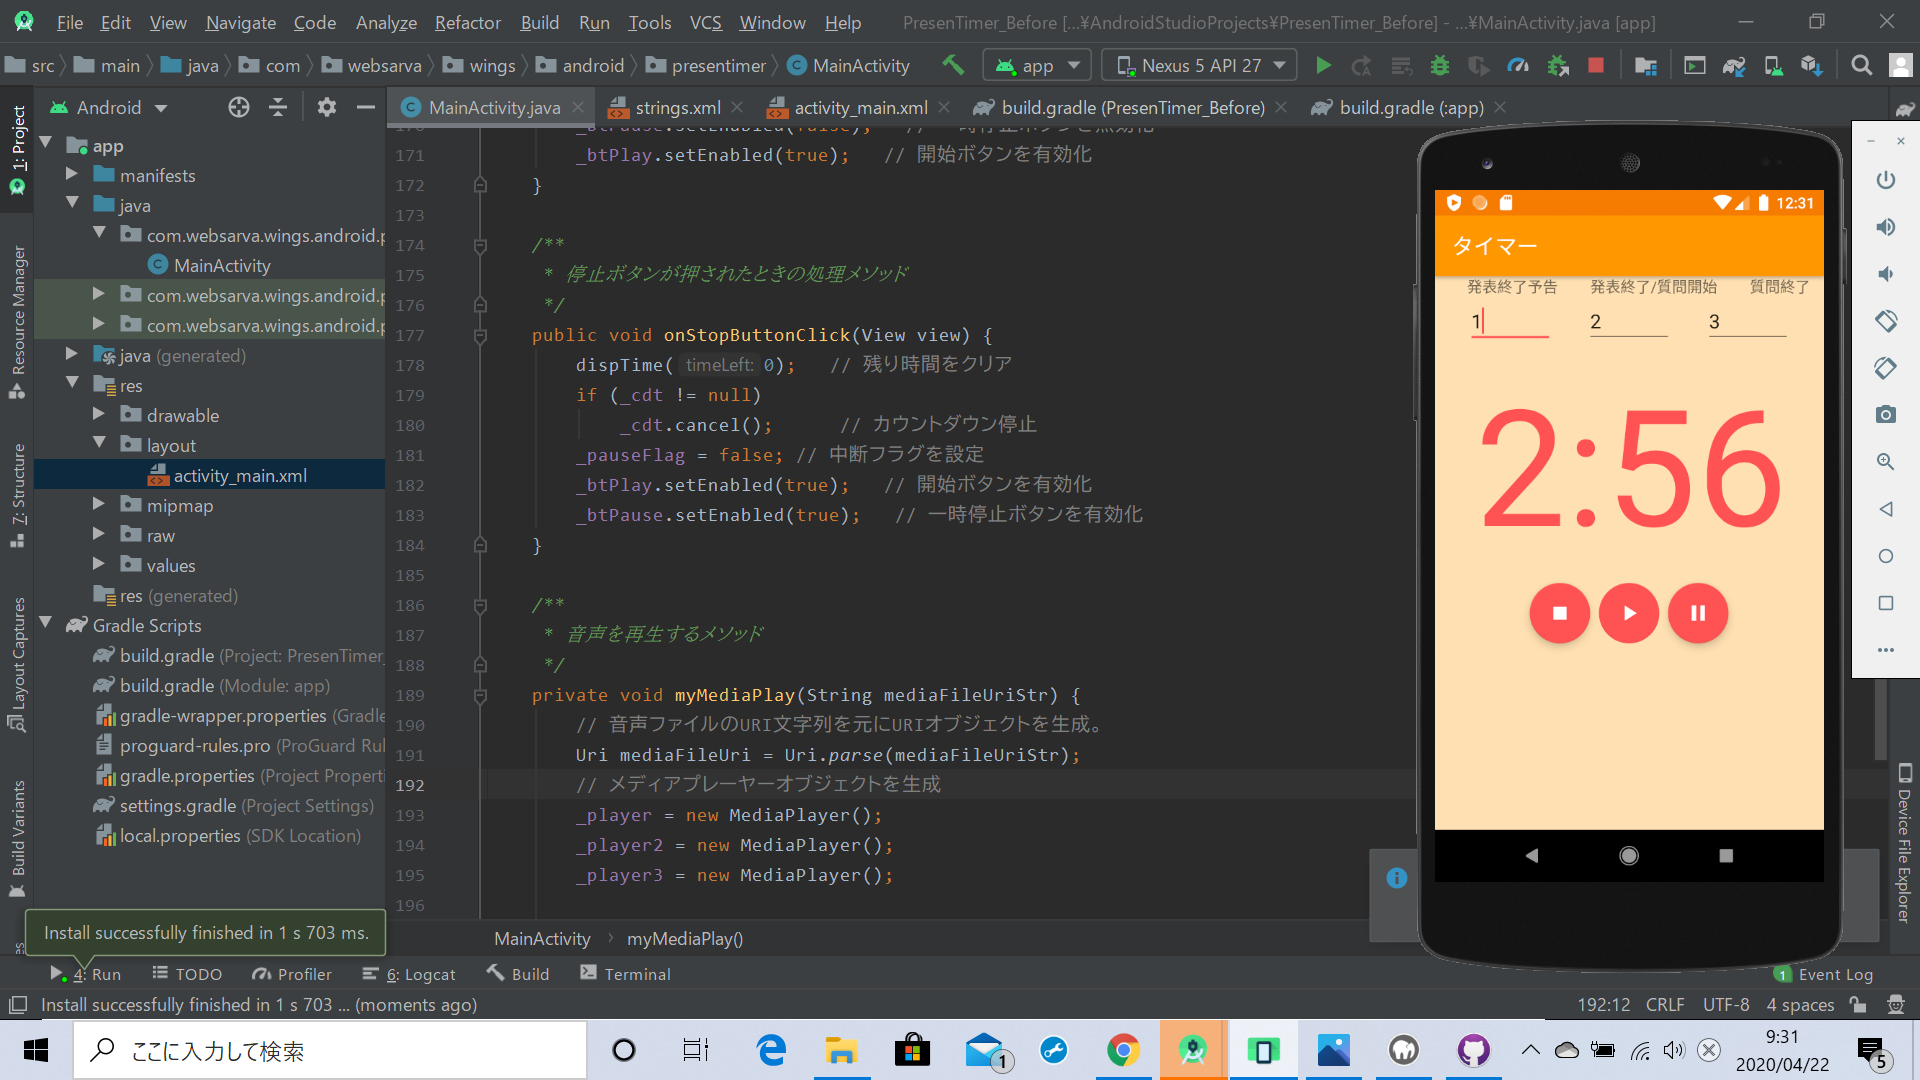 File Edit View Navigate Code Analyze Refactor Build Run Tools VCS Window Help PresenTimer_Before [...¥AndroidStudioProjects¥PresenTimer_Before] - ...¥MainActivity.java [app]
src main java com websarva wings android presentimer MainActivity app Nexus 5 API 27
Android
MainActivity.java strings.xml activity_main.xml build.gradle (PresenTimer_Before) build.gradle (:app)
1: Project
Resource Manager
Z: Structure
Layout Captures
Build Variants
app
manifests
java
com.websarva.wings.android.p
MainActivity
com.websarva.wings.android.p
com.websarva.wings.android.p
java (generated)
res
drawable
layout
activity_main.xml
mipmap
raw
values
res (generated)
Gradle Scripts
build.gradle (Project: PresenTimer_
build.gradle (Module: app)
gradle-wrapper.properties (Gradle
proguard-rules.pro (ProGuard Rul
gradle.properties (Project Properti
settings.gradle (Project Settings)
local.properties (SDK Location)
171 _btPlay.setEnabled(true); // 開始ボタンを有効化
172 }
173
174 /**
175 * 停止ボタンが押されたときの処理メソッド
176 */
177 public void onStopButtonClick(View view) {
178 dispTime( timeLeft: 0); // 残り時間をクリア
179 if (_cdt != null)
180 _cdt.cancel(); // カウントダウン停止
181 _pauseFlag = false; // 中断フラグを設定
182 _btPlay.setEnabled(true); // 開始ボタンを有効化
183 _btPause.setEnabled(true); // 一時停止ボタンを有効化
184 }
185
186 /**
187 * 音声を再生するメソッド
188 */
189 private void myMediaPlay(String mediaFileUriStr) {
190 // 音声ファイルのURI文字列を元にURIオブジェクトを生成。
191 Uri mediaFileUri = Uri.parse(mediaFileUriStr);
192 // メディアプレーヤーオブジェクトを生成
193 _player = new MediaPlayer();
194 _player2 = new MediaPlayer();
195 _player3 = new MediaPlayer();
196
MainActivity myMediaPlay()
12:31
タイマー
発表終了予告 発表終了/質問開始 質問終了
1 2 3
2:56
Device File Explorer
Install successfully finished in 1 s 703 ms.
4: Run TODO Profiler 6: Logcat Build Terminal 1 Event Log
Install successfully finished in 1 s 703 ... (moments ago) 192:12 CRLF UTF-8 4 spaces
ここに入力して検索
1
9:31
2020/04/22
5